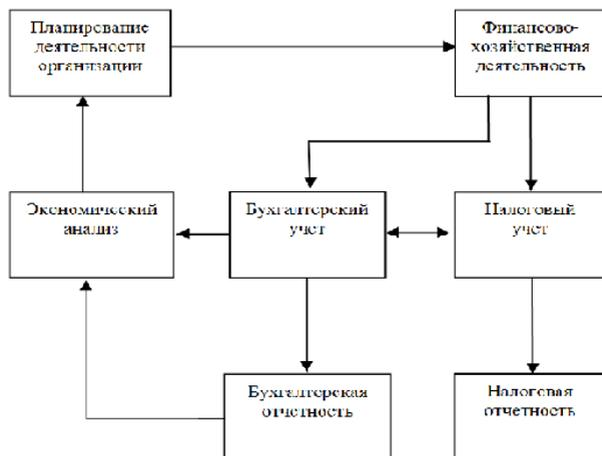 Планирование
деятельности
организации
Финансово-
хозяйственная
деятельность
Экономический
анализ
Бухгалтерский
учет
Налоговый
учет
Бухгалтерская
отчетность
Налоговая
отчетность